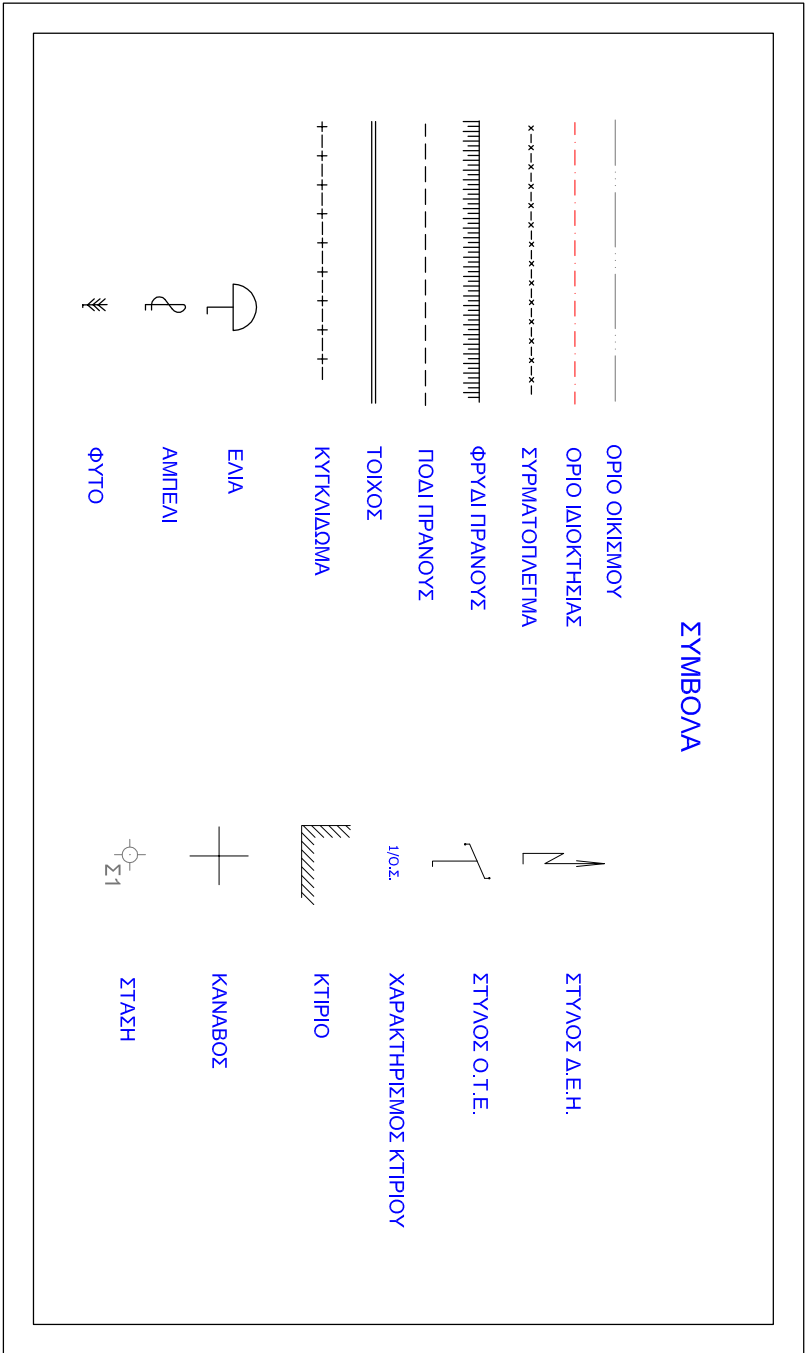 ΣΥΜΒΟΛΑ
ΟΡΙΟ ΟΙΚΙΣΜΟΥ
ΟΡΙΟ ΙΔΙΟΚΤΗΣΙΑΣ
ΣΥΡΜΑΤΟΠΛΕΓΜΑ
ΦΡΥΔΙ ΠΡΑΝΟΥΣ
ΠΟΔΙ ΠΡΑΝΟΥΣ
ΤΟΙΧΟΣ
ΚΥΓΚΛΙΔΩΜΑ
ΕΛΙΑ
ΑΜΠΕΛΙ
ΦΥΤΟ
ΣΤΥΛΟΣ Δ.Ε.Η.
ΣΤΥΛΟΣ Ο.Τ.Ε.
1/Ο.Σ. ΧΑΡΑΚΤΗΡΙΣΜΟΣ ΚΤΙΡΙΟΥ
ΚΤΙΡΙΟ
ΚΑΝΑΒΟΣ
Σ1 ΣΤΑΣΗ